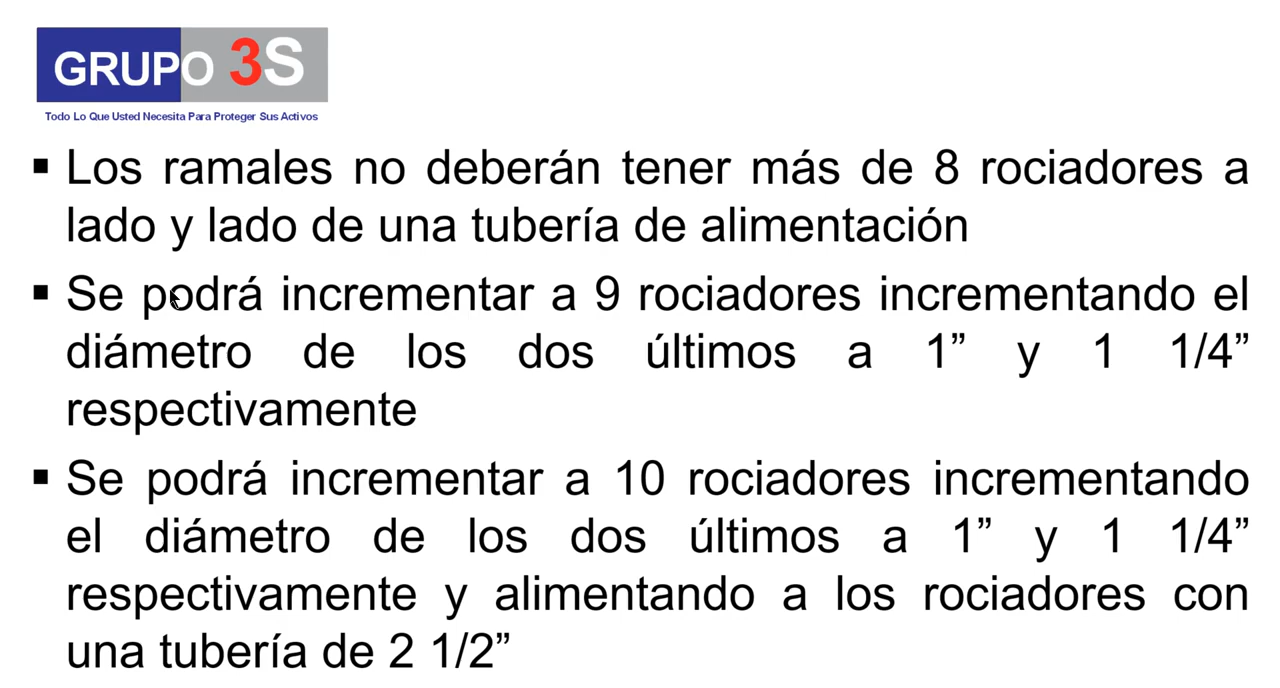 GRUPO 3S
Todo Lo Que Usted Necesita Para Proteger Sus Activos
▪ Los ramales no deberán tener más de 8 rociadores a
lado y lado de una tubería de alimentación
▪ Se podrá incrementar a 9 rociadores incrementando el
diámetro de los dos últimos a 1” y 1 1/4”
respectivamente
▪ Se podrá incrementar a 10 rociadores incrementando
el diámetro de los dos últimos a 1” y 1 1/4”
respectivamente y alimentando a los rociadores con
una tubería de 2 1/2”